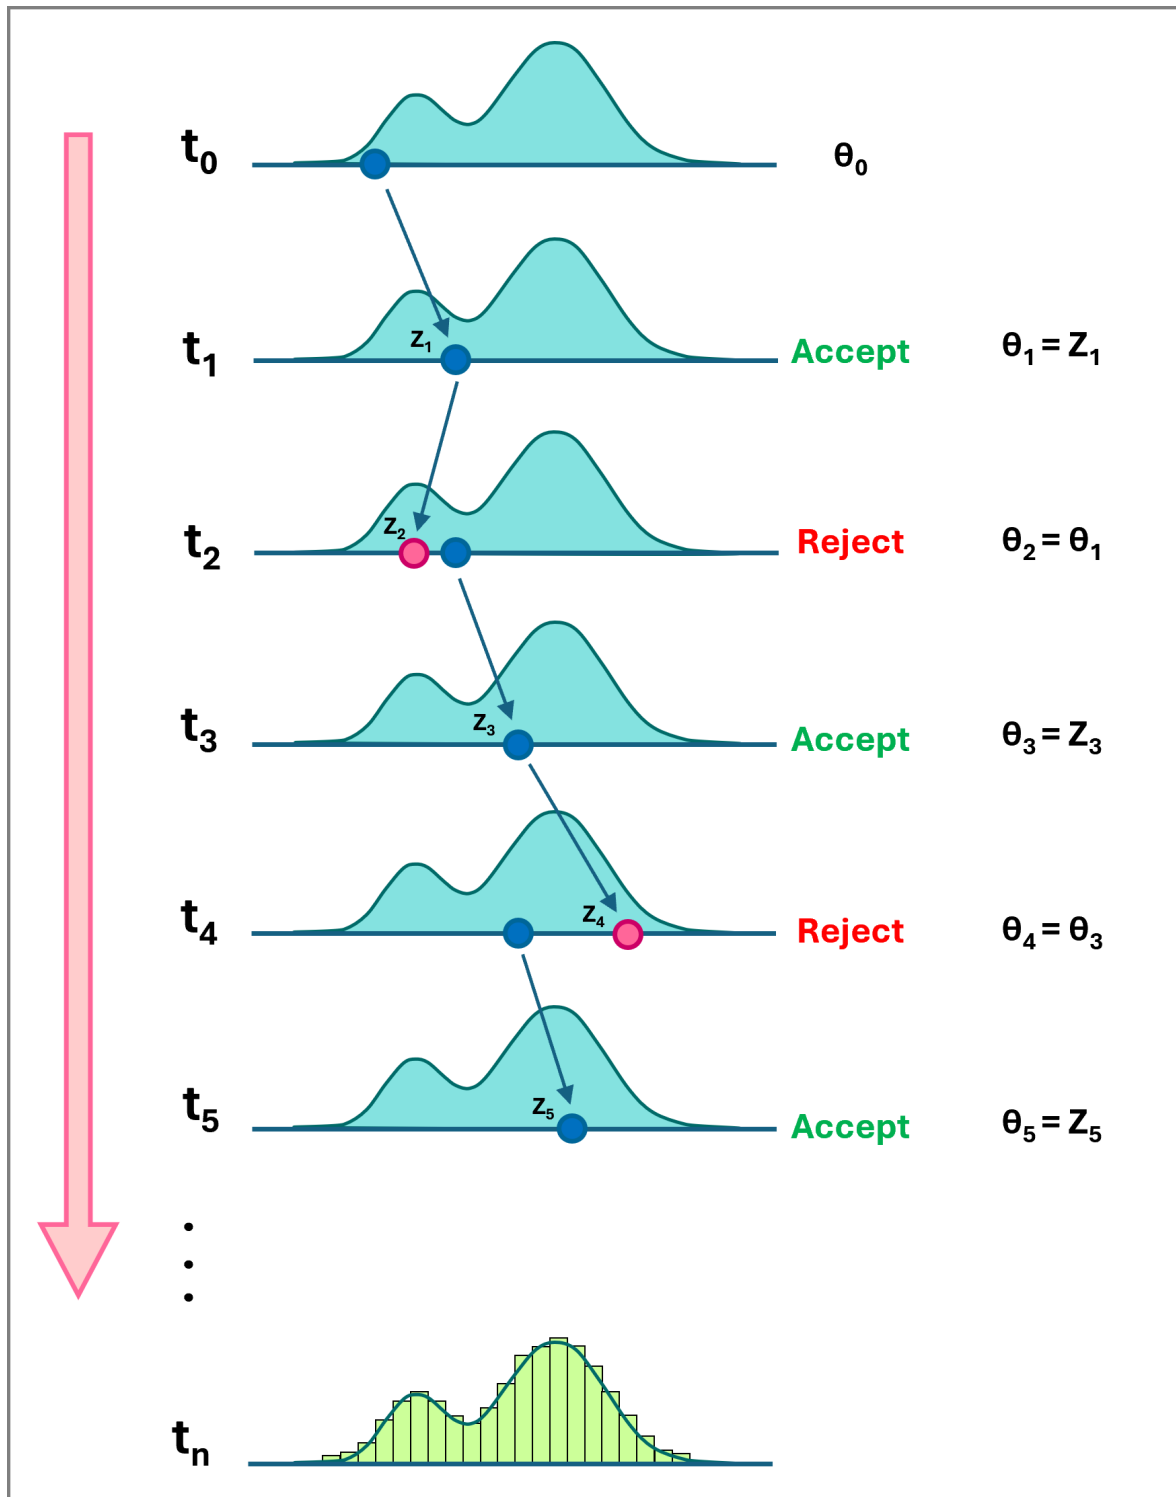 t₀ θ₀
Z₁
t₁ Accept θ₁ = Z₁
Z₂
t₂ Reject θ₂ = θ₁
Z₃
t₃ Accept θ₃ = Z₃
Z₄
t₄ Reject θ₄ = θ₃
Z₅
t₅ Accept θ₅ = Z₅
tₙ